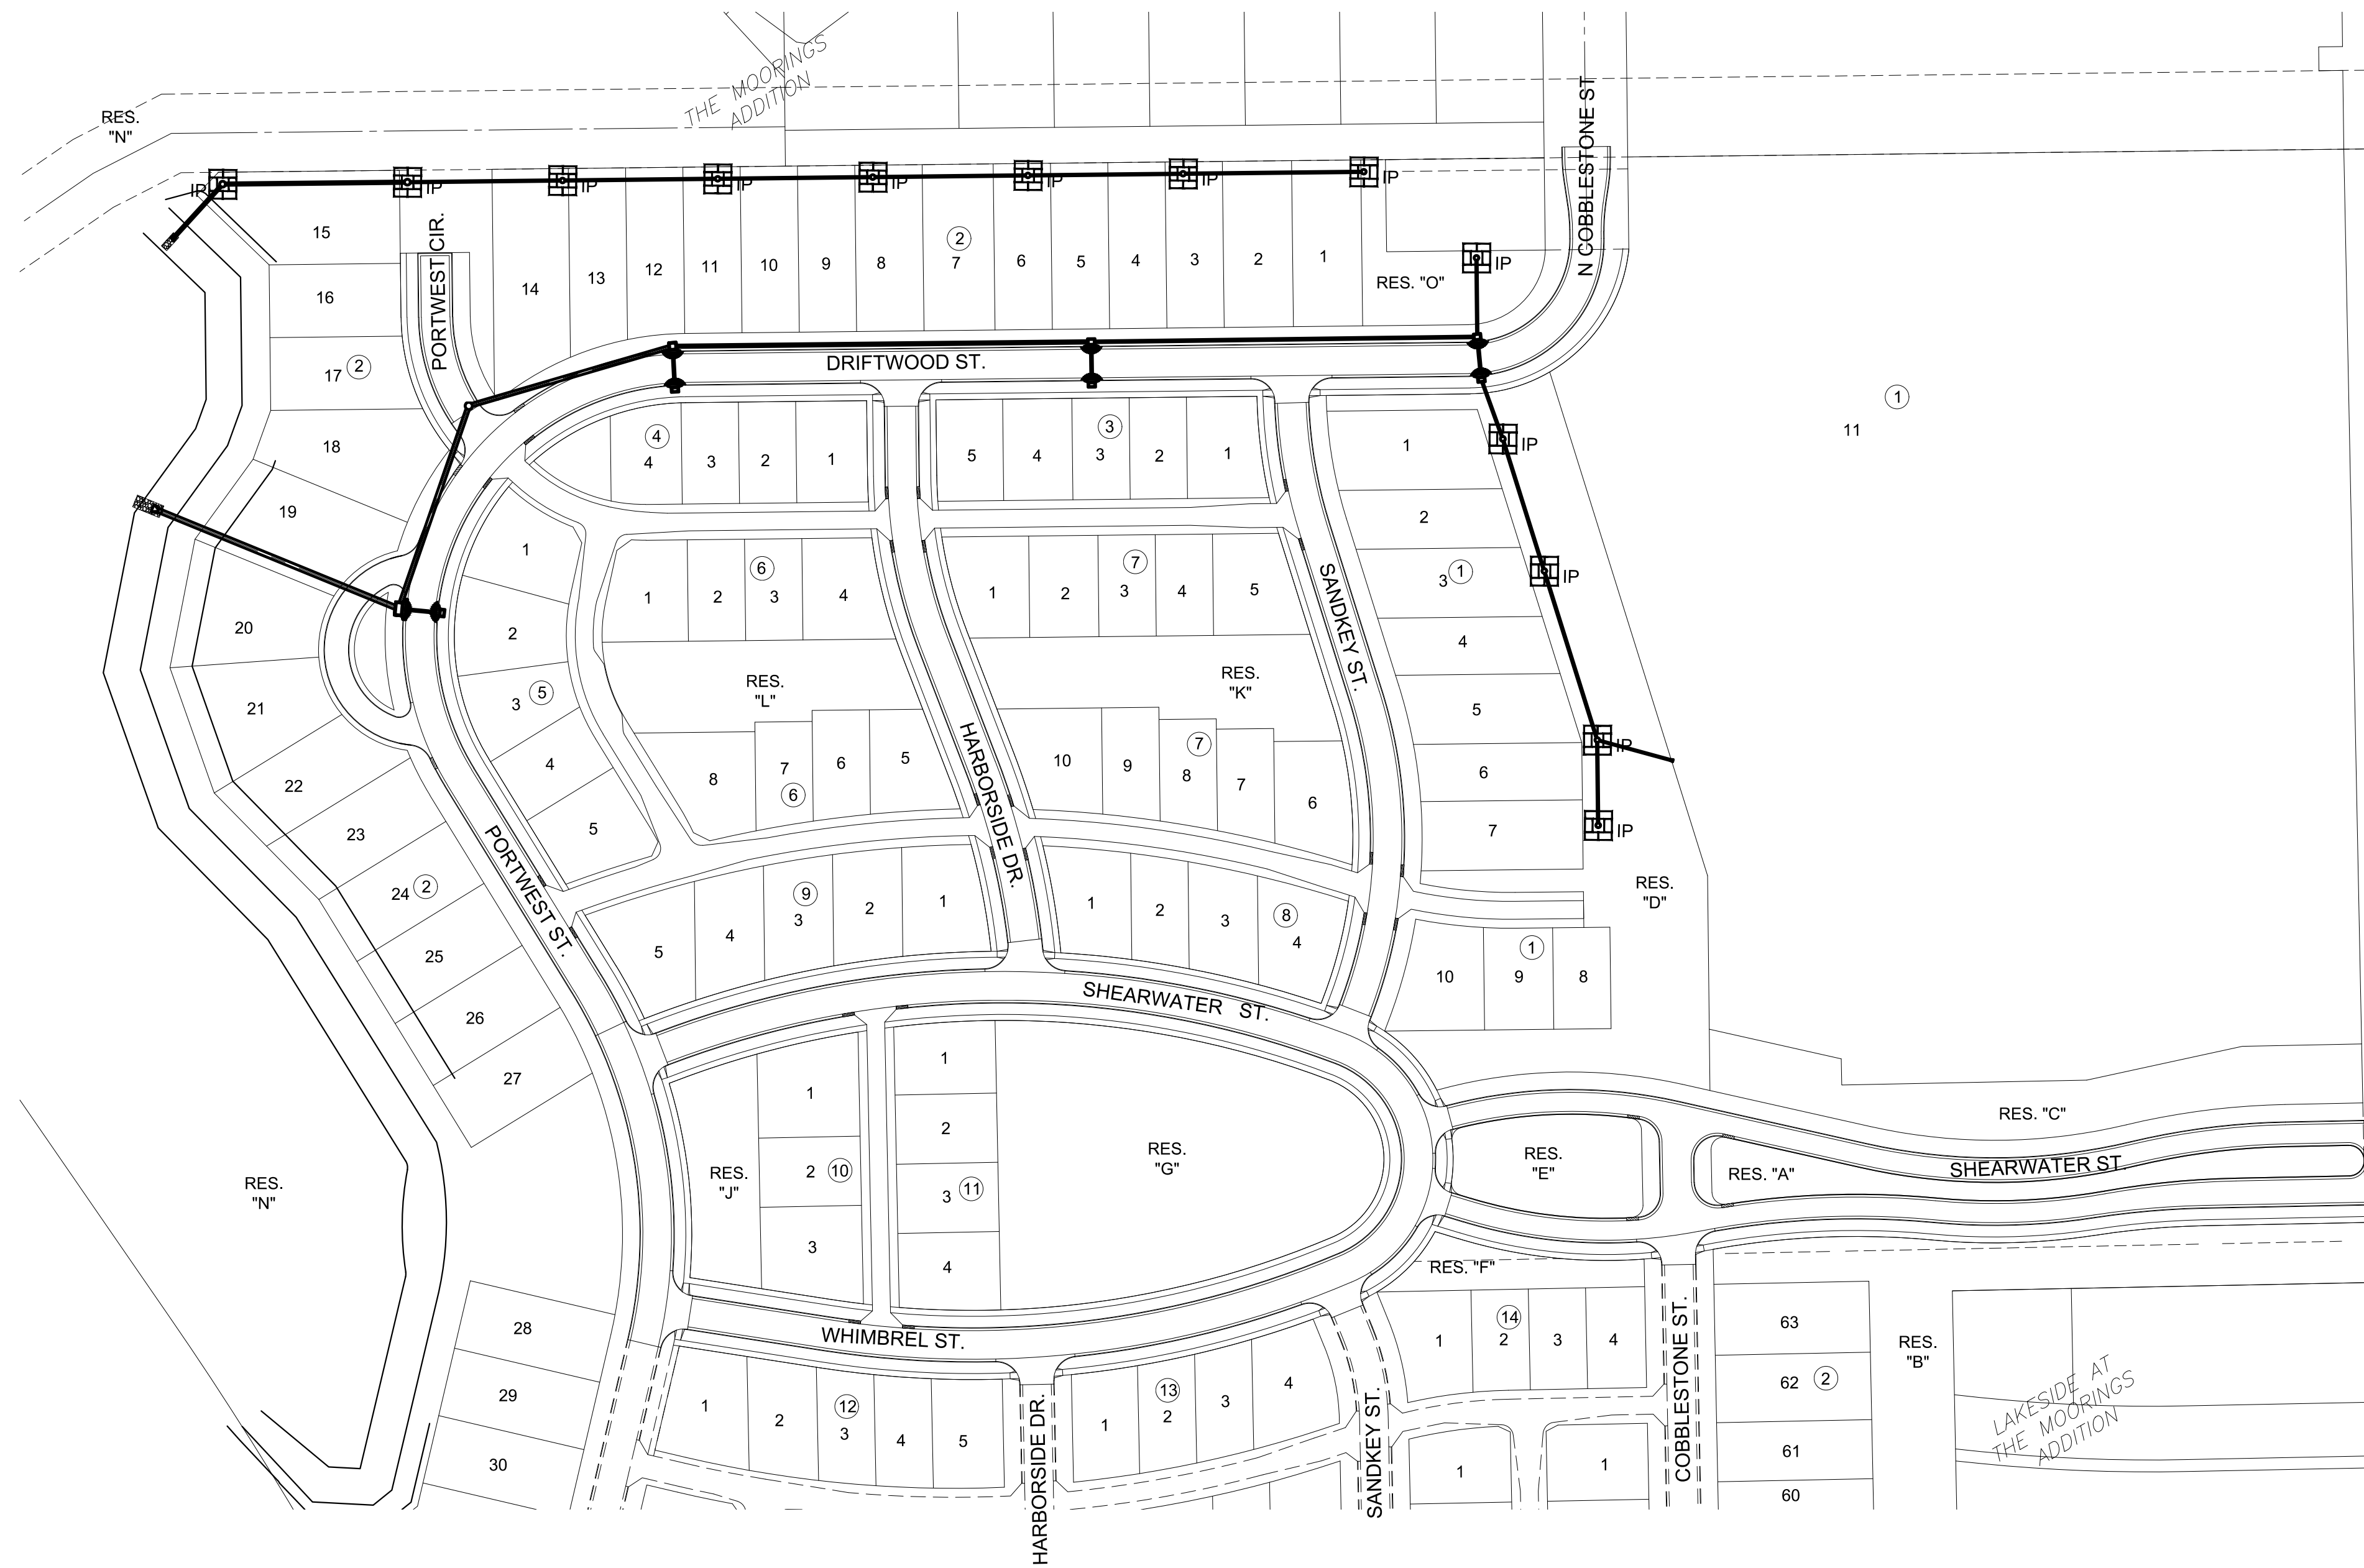 THE MOORINGS
ADDITION
RES.
"N"
N COBBLESTONE ST
IP
IP
IP
IP
IP
IP
IP
IP
15
PORTWEST CIR.
16
17
2
18
19
20
21
22
23
24
2
25
26
27
28
29
30
14
13
12
11
10
9
8
2
7
6
5
4
3
2
1
RES. "O"
IP
DRIFTWOOD ST.
4
4
3
2
1
5
4
3
3
2
1
1
IP
2
3
1
IP
4
5
IP
6
7
IP
1
11
1
2
3
5
4
5
6
1
2
3
4
RES.
"L"
8
7
6
6
5
7
1
2
3
4
5
RES.
"K"
10
9
7
8
7
6
SANDKEY ST.
HARBORSIDE DR.
PORTWEST ST.
9
5
4
3
2
1
8
1
2
3
4
RES.
"D"
1
10
9
8
SHEARWATER ST.
1
RES.
"J"
2
10
3
1
2
3
11
4
RES.
"G"
RES.
"E"
RES. "A"
RES. "C"
SHEARWATER ST.
RES.
"N"
RES. "F"
WHIMBREL ST.
1
2
12
3
4
5
HARBORSIDE DR.
13
1
2
3
4
SANDKEY ST.
14
1
2
3
4
1
1
COBBLESTONE ST.
63
62
2
61
60
RES.
"B"
LAKESIDE AT
THE MOORINGS
ADDITION